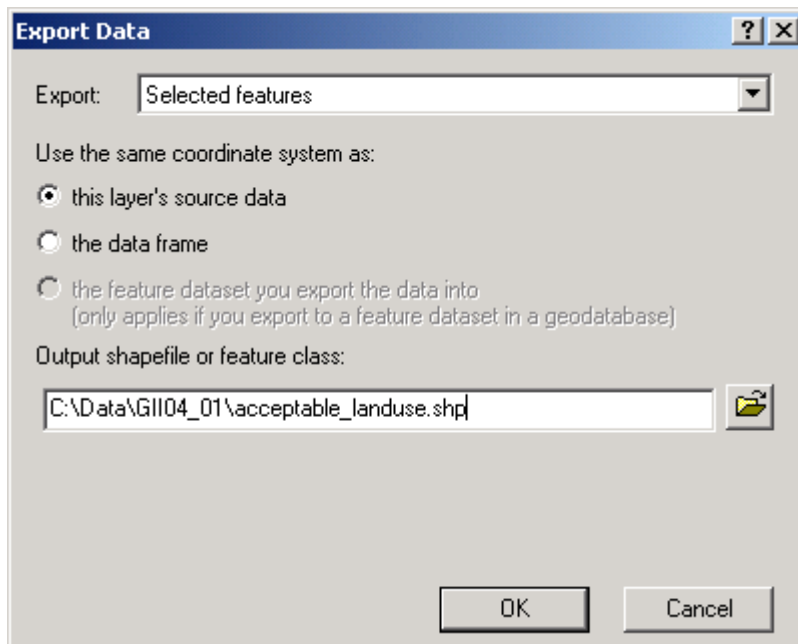 Export Data
Export: Selected features
Use the same coordinate system as:
this layer's source data
the data frame
the feature dataset you export the data into
(only applies if you export to a feature dataset in a geodatabase)
Output shapefile or feature class:
C:\Data\GII04_01\acceptable_landuse.shp
OK Cancel